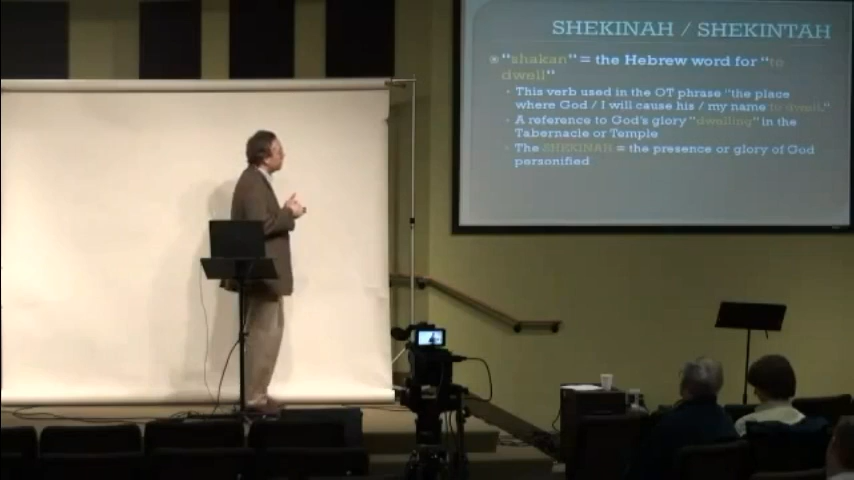 SHEKINAH / SHEKINTAH
"shakan" = the Hebrew word for "to
dwell"
This verb used in the OT phrase "the place
where God / I will cause his / my name to dwell."
A reference to God's glory "dwelling" in the
Tabernacle or Temple
The SHEKINAH = the presence or glory of God
personified